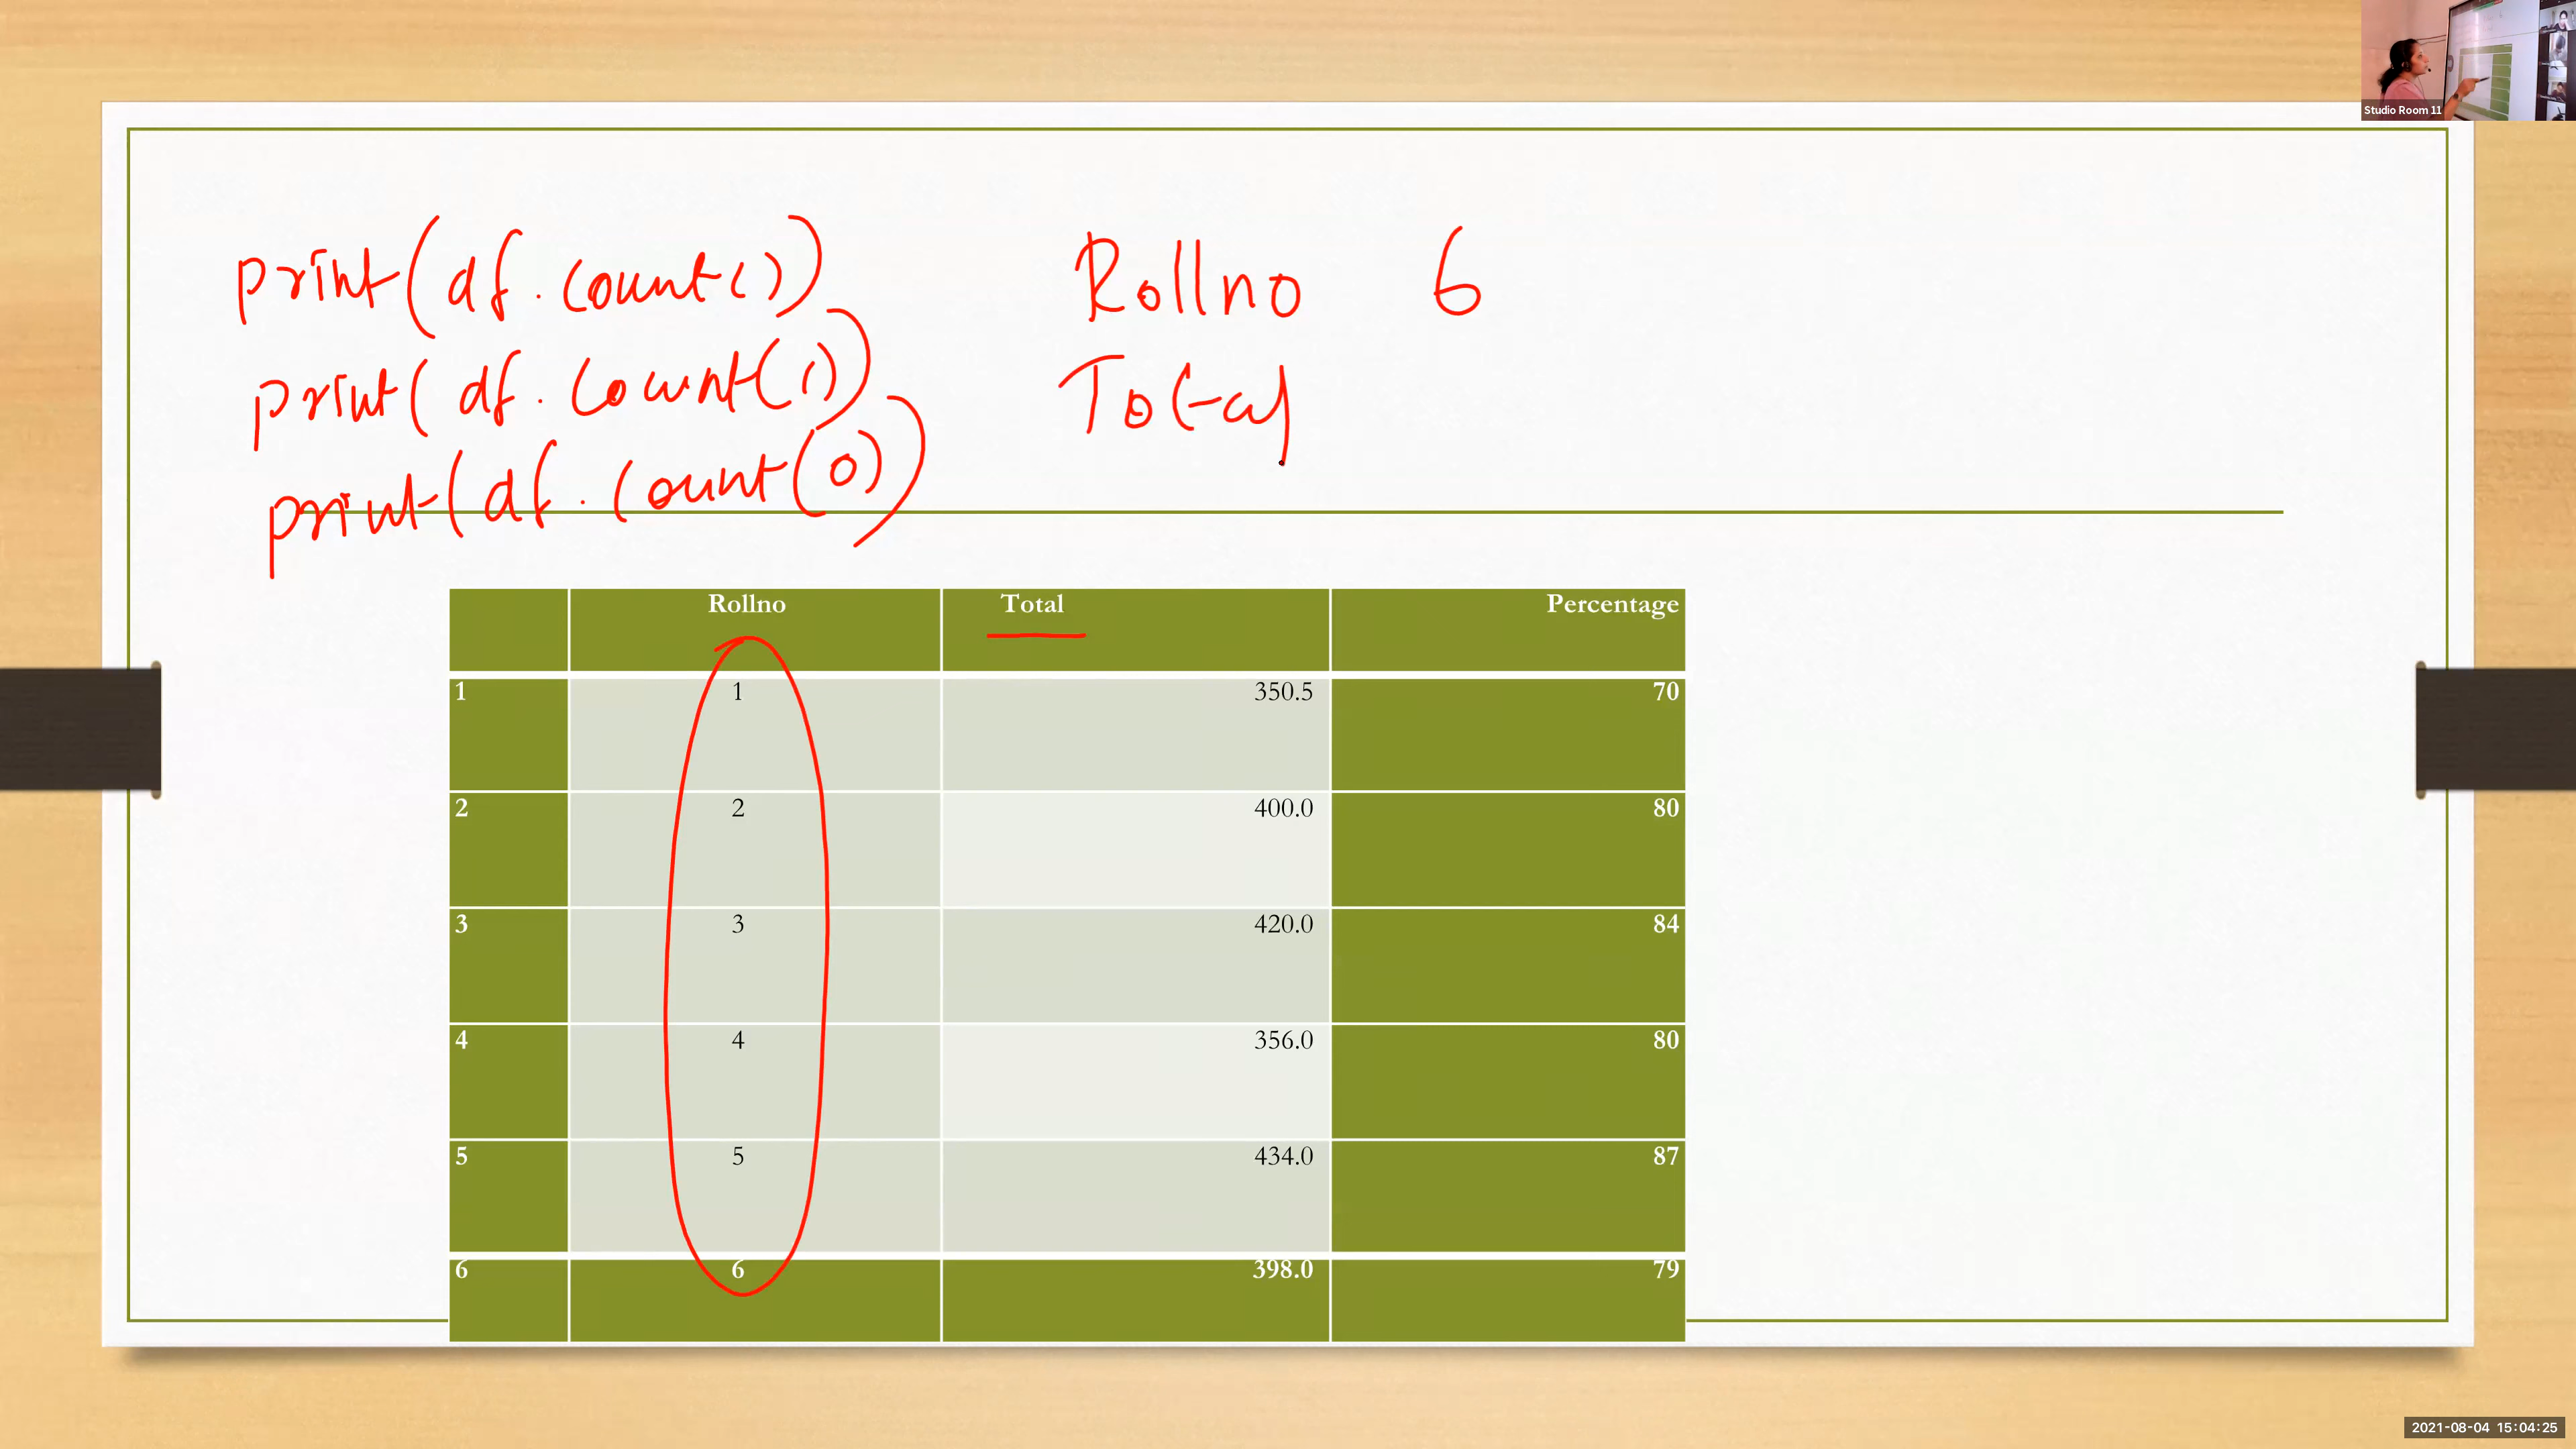 Studio Room 11
print(df.count())
Rollno 6
print(df.count(1))
Total
print(df.count(0))
Rollno Total Percentage
1 1 350.5 70
2 2 400.0 80
3 3 420.0 84
4 4 356.0 80
5 5 434.0 87
6 6 398.0 79
2021-08-04 15:04:25